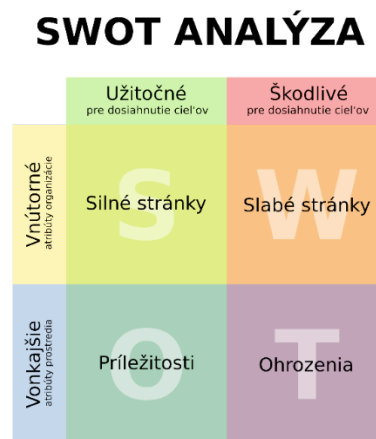 SWOT ANALÝZA
Užitočné
pre dosiahnutie cieľov
Škodlivé
pre dosiahnutie cieľov
Vnútorné
atribúty organizácie
S
Silné stránky
W
Slabé stránky
Vonkajšie
atribúty prostredia
O
Príležitosti
T
Ohrozenia